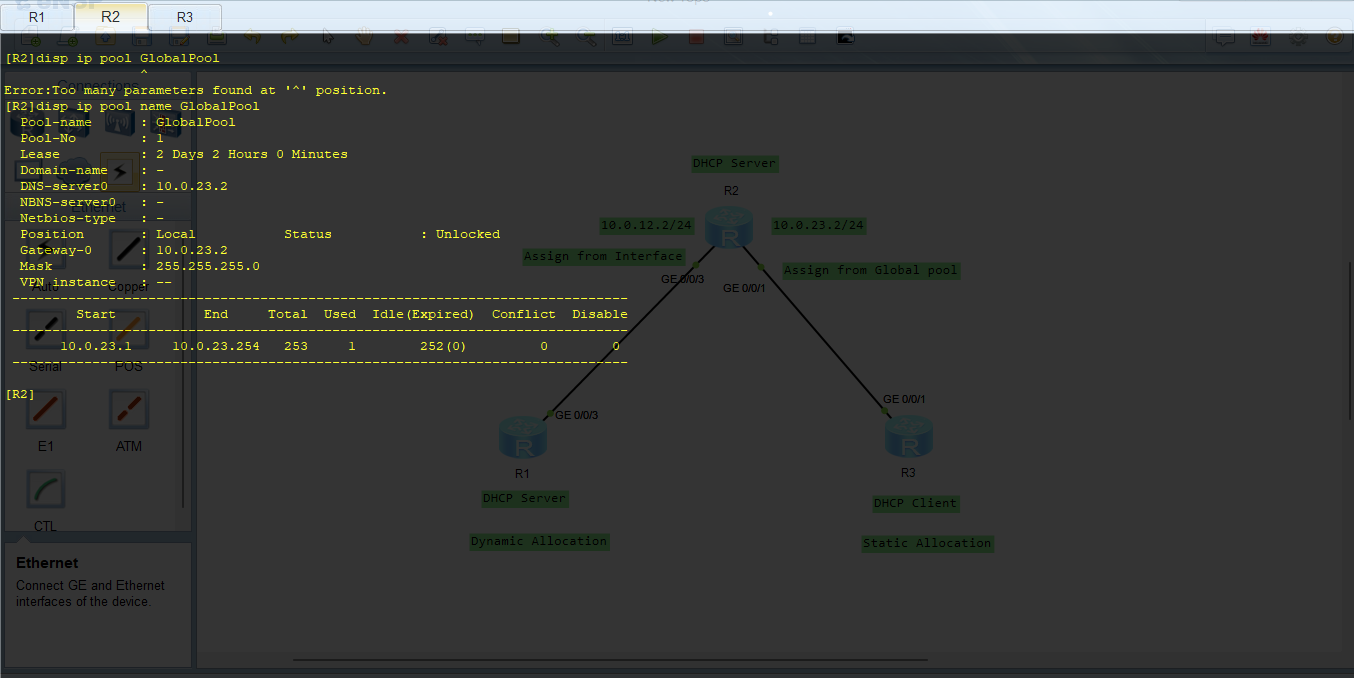 R1 R2 R3
[R2]disp ip pool GlobalPool
^
Error:Too many parameters found at '^' position.
[R2]disp ip pool name GlobalPool
Pool-name : GlobalPool
Pool-No : 1
Lease : 2 Days 2 Hours 0 Minutes
Domain-name : -
DNS-server0 : 10.0.23.2
NBNS-server0 : -
Netbios-type : -
Position : Local Status : Unlocked
Gateway-0 : 10.0.23.2
Mask : 255.255.255.0
VPN instance : --
-----------------------------------------------------------------------------
Start End Total Used Idle(Expired) Conflict Disable
-----------------------------------------------------------------------------
10.0.23.1 10.0.23.254 253 1 252(0) 0 0
-----------------------------------------------------------------------------
[R2]
Connections
Ethernet
Auto Copper
Serial POS
E1 ATM
CTL
Ethernet
Connect GE and Ethernet
interfaces of the device.
DHCP Server
R2
10.0.12.2/24 10.0.23.2/24
Assign from Interface
Assign from Global pool
GE 0/0/3
GE 0/0/1
GE 0/0/3
GE 0/0/1
R1
R3
DHCP Server
DHCP Client
Dynamic Allocation
Static Allocation